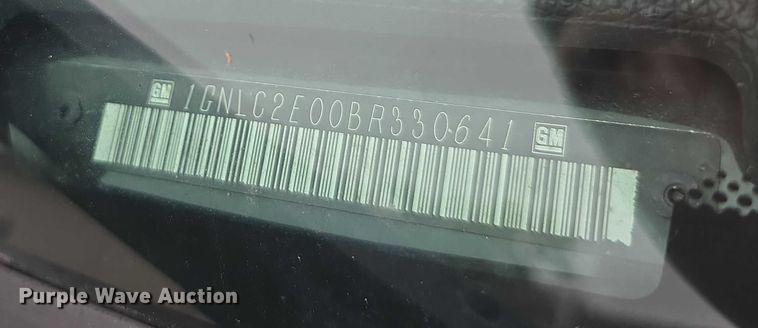 GM 1GNLC2E00BR330641 GM
Purple Wave Auction